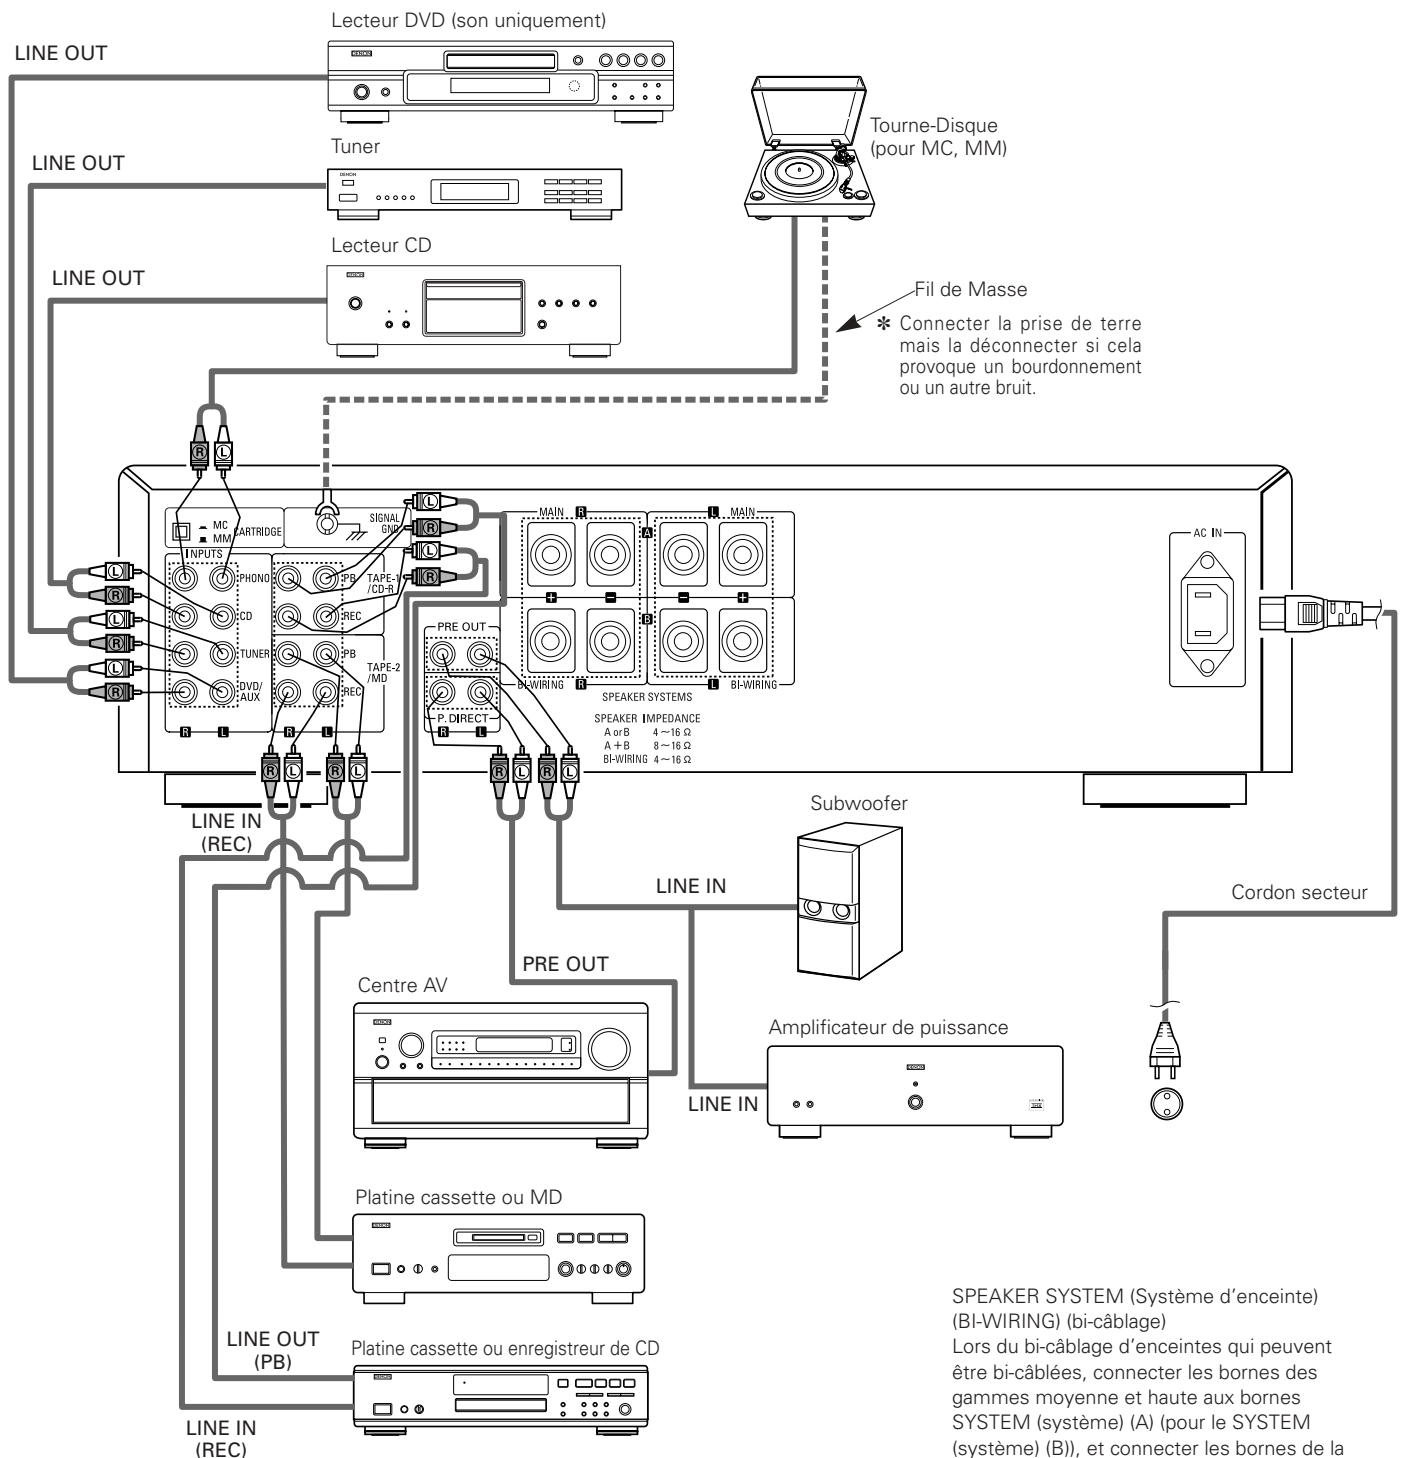 Lecteur DVD (son uniquement)
LINE OUT
DENON
Tuner
LINE OUT
DENON
Lecteur CD
LINE OUT
DENON
Tourne-Disque
(pour MC, MM)
Fil de Masse
✻ Connecter la prise de terre
mais la déconnecter si cela
provoque un bourdonnement
ou un autre bruit.
R L
MC
MM
CARTRIDGE
SIGNAL
GND
INPUTS
PHONO
CD
TUNER
DVD/
AUX
R L
PB
TAPE-1
/CD-R
REC
PB
TAPE-2
/MD
REC
R L
L
R
L
R
L
R
L
R
L
R
PRE OUT
P. DIRECT
R L
MAIN R
L MAIN
A
+ − − +
B
BI-WIRING R
L BI-WIRING
SPEAKER SYSTEMS
SPEAKER IMPEDANCE
A or B 4～16 Ω
A + B 8～16 Ω
BI-WIRING 4～16 Ω
AC IN
R L R L
R L R L
LINE IN
(REC)
Subwoofer
LINE IN
Cordon secteur
PRE OUT
Centre AV
DENON
Amplificateur de puissance
DENON
LINE IN
Platine cassette ou MD
DENON
LINE OUT
(PB)
Platine cassette ou enregistreur de CD
DENON
LINE IN
(REC)
SPEAKER SYSTEM (Système d’enceinte)
(BI-WIRING) (bi-câblage)
Lors du bi-câblage d’enceintes qui peuvent
être bi-câblées, connecter les bornes des
gammes moyenne et haute aux bornes
SYSTEM (système) (A) (pour le SYSTEM
(système) (B)), et connecter les bornes de la